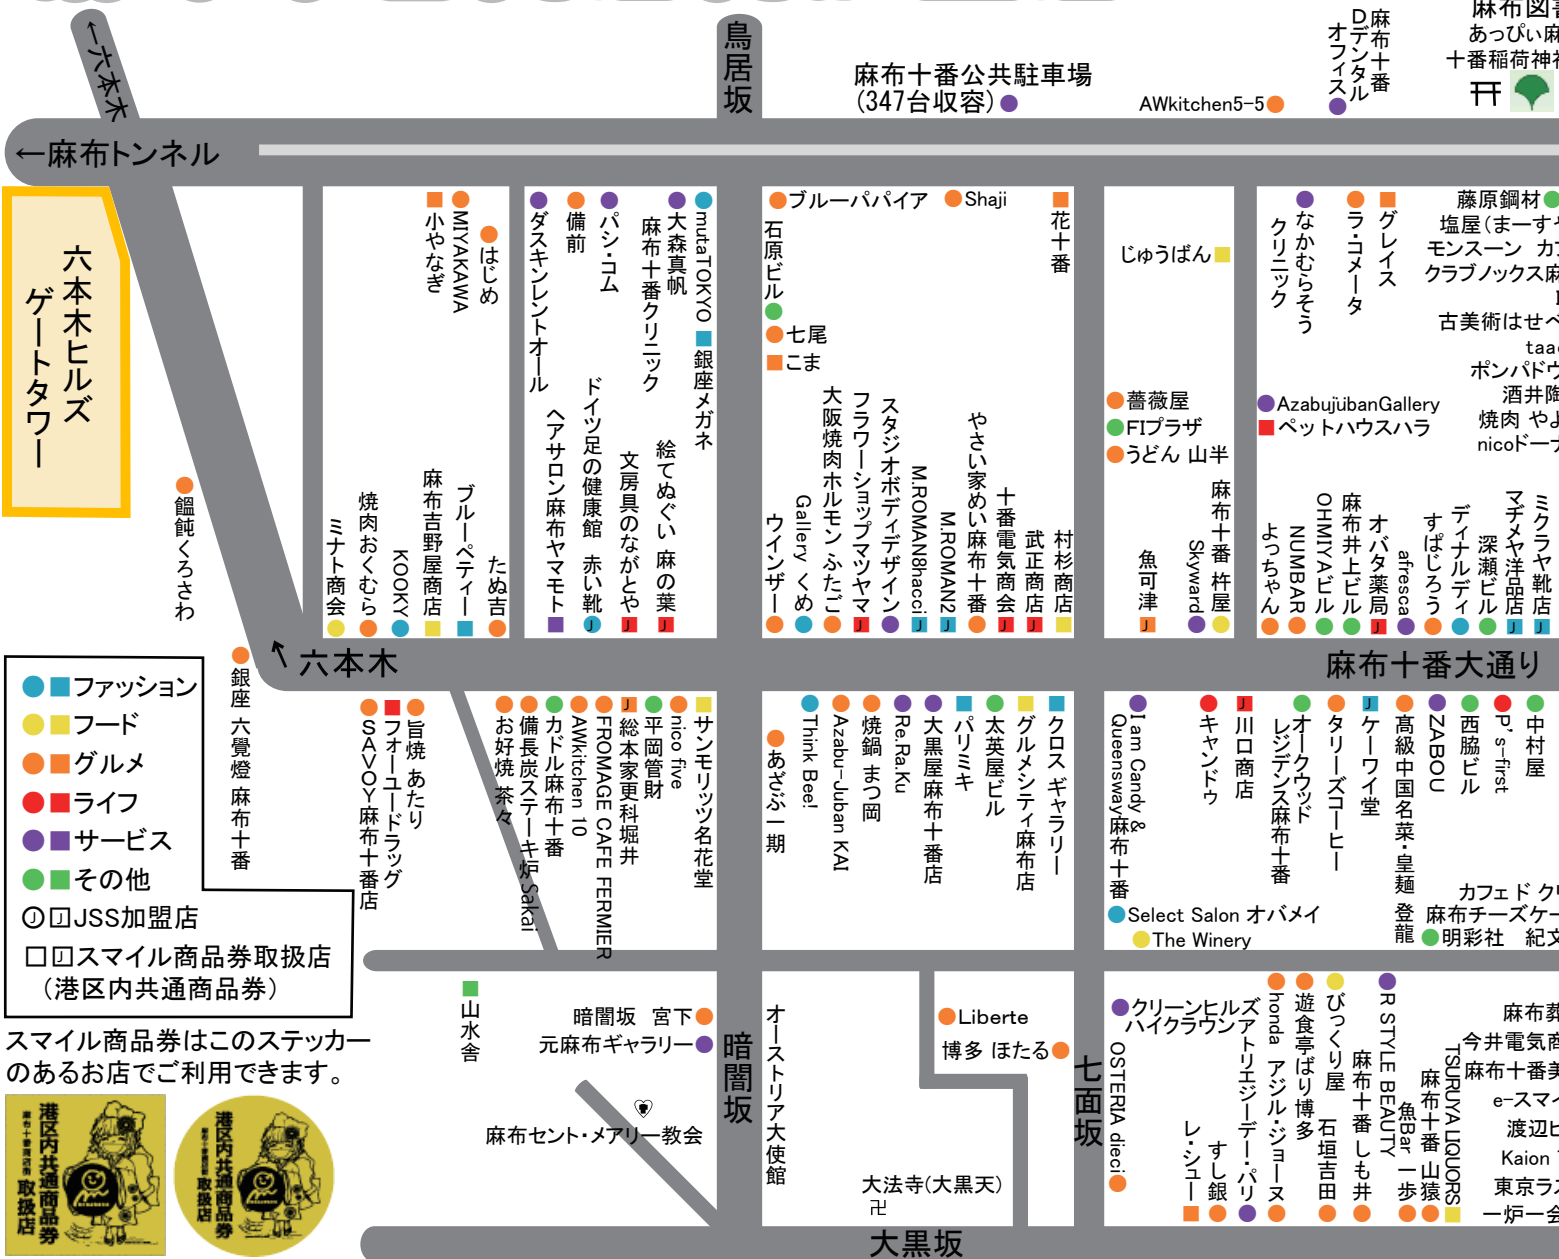 ←六本木
鳥居坂
麻布十番公共駐車場
(347台収容)
AWkitchen5-5
麻布十番
Dデンタル
オフィス
麻布図
あっぴぃ麻
十番稲荷神
←麻布トンネル
六本木ヒルズ
ゲートタワー
小やなぎ
MIYAKAWA
はじめ
ダスキンレントオール
備前
パシ・コム
麻布十番クリニック
大森真帆
mutaTOKYO
銀座メガネ
ブルーパパイア
Shaji
花十番
石原ビル
七尾
こま
じゅうばん
なかむらそう
クリニック
ラ・コメータ
グレイス
藤原鋼材
塩屋(まーす
モンスーン カ
クラブノックス麻
古美術はせべ
taa
ポンパドウ
酒井陶
焼肉 やよ
nicoドーナ
薔薇屋
FIプラザ
うどん 山半
AzabujubanGallery
ペットハウスハラ
饂飩くろさわ
ミナト商会
焼肉おくむら
KOOKY
麻布吉野屋商店
ブルーペティー
たぬ吉
ヘアサロン麻布ヤマモト
ドイツ足の健康館 赤い靴
文房具のながとや
絵てぬぐい 麻の葉
ウインザー
Gallery くめ
大阪焼肉ホルモン ふたご
フラワーショップマツヤマ
スタジオボディデザイン
M.ROMAN8hacci
M.ROMAN2
やさい家めい麻布十番
十番電気商会
武正商店
村杉商店
魚可津
Skyward
麻布十番 杵屋
よっちゃん
NUMBAR
OHMIYAビル
麻布井上ビル
オバタ薬局
afresca
すぱじろう
ディナルディ
深瀬ビル
マヂメヤ洋品店
ミクラヤ靴店
↖六本木
麻布十番大通り
銀座 六覺燈 麻布十番
SAVOY麻布十番店
フォーユードラッグ
旨焼 あたり
お好焼 茶々
備長炭ステーキ炉Sakai
カドル麻布十番
AWkitchen 10
FROMAGE CAFE FERMIER
総本家更科堀井
平岡管財
nico five
サンモリッツ名花堂
あざぶ一期
Think Bee!
Azabu-Juban KAI
焼鍋 まつ岡
Re.Ra.Ku
大黒屋麻布十番店
パリミキ
太英屋ビル
グルメシティ麻布店
クロス ギャラリー
I am Candy &
Queensway麻布十番
キャンドゥ
川口商店
オークウッド
レジデンス麻布十番
タリーズコーヒー
ケーワイ堂
高級中国名菜・皇麺 登龍
ZABOU
西脇ビル
P's-first
中村屋
Select Salon オバメイ
The Winery
カフェド ク
麻布チーズケー
明彩社 紀文
ファッション
フード
グルメ
ライフ
サービス
その他
JJJSS加盟店
Jスマイル商品券取扱店
(港区内共通商品券)
スマイル商品券はこのステッカー
のあるお店でご利用できます。
港区内共通商品券
麻布十番商店街 取扱店
港区内共通商品券
取扱店
山水舎
暗闇坂 宮下
元麻布ギャラリー
麻布セント・メアリー教会
暗闇坂
オーストリア大使館
Liberte
博多 ほたる
大法寺(大黒天)
卍
七面坂
大黒坂
クリーンヒルズ
ハイクラウン
OSTERIA dieci
レ・シュー
すし銀
アトリエジーデー・パリ
honda アジル・ジョーヌ
遊食亭ばり博多
びっくり屋
石垣吉田
麻布十番 しも井
R STYLE BEAUTY
魚Bar 一歩
麻布十番 山猿
TSURUYA LIQUORS
麻布葬
今井電気商
麻布十番美
e-スマイ
渡辺ビ
Kaion
東京ラス
一炉一会